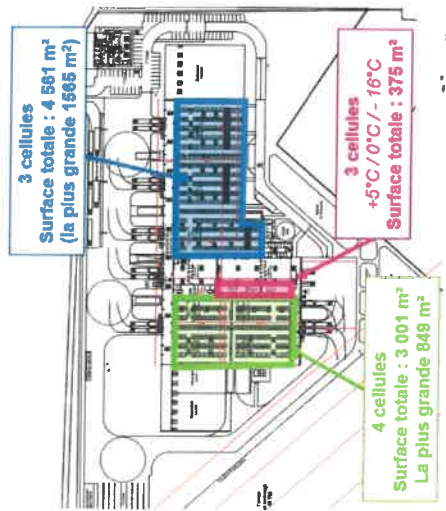 3 cellules
Surface totale : 4 581 m²
(la plus grande 1565 m²)
3 cellules
+5°C / 0°C / - 16°C
Surface totale : 375 m²
4 cellules
Surface totale : 3 001 m²
La plus grande 849 m²